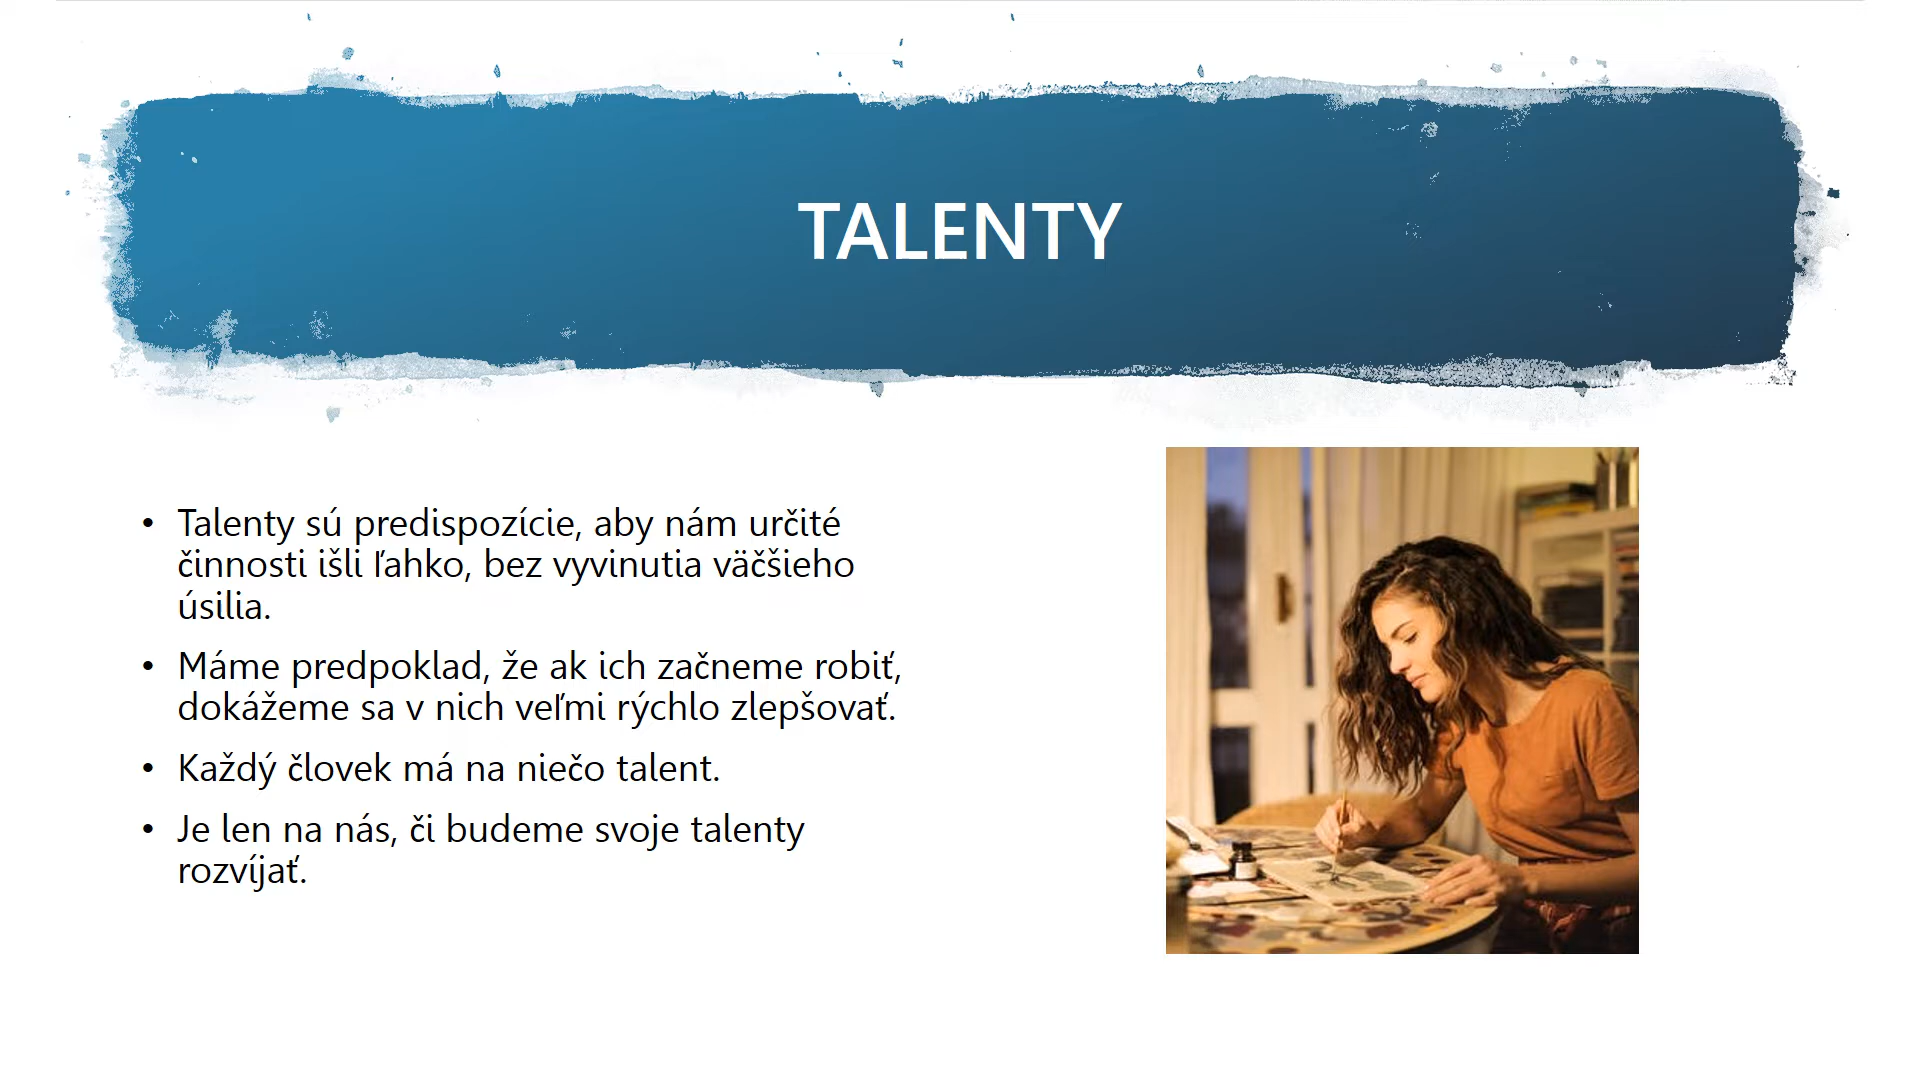 TALENTY
• Talenty sú predispozície, aby nám určité
činnosti išli ľahko, bez vyvinutia väčšieho
úsilia.
• Máme predpoklad, že ak ich začneme robiť,
dokážeme sa v nich veľmi rýchlo zlepšovať.
• Každý človek má na niečo talent.
• Je len na nás, či budeme svoje talenty
rozvíjať.